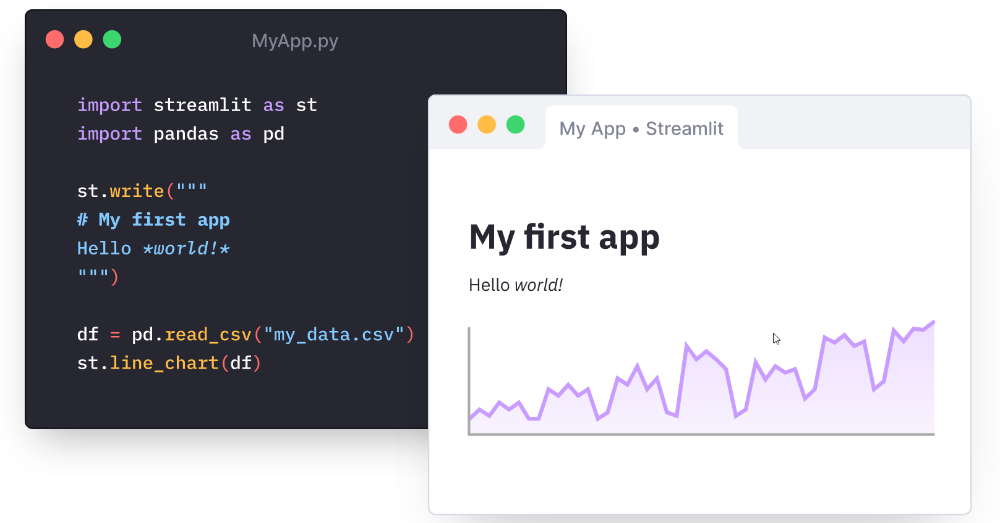 MyApp.py
import streamlit as st
import pandas as pd
st.write("""
# My first app
Hello *world!*
""")
df = pd.read_csv("my_data.csv")
st.line_chart(df)
My App • Streamlit
My first app
Hello world!